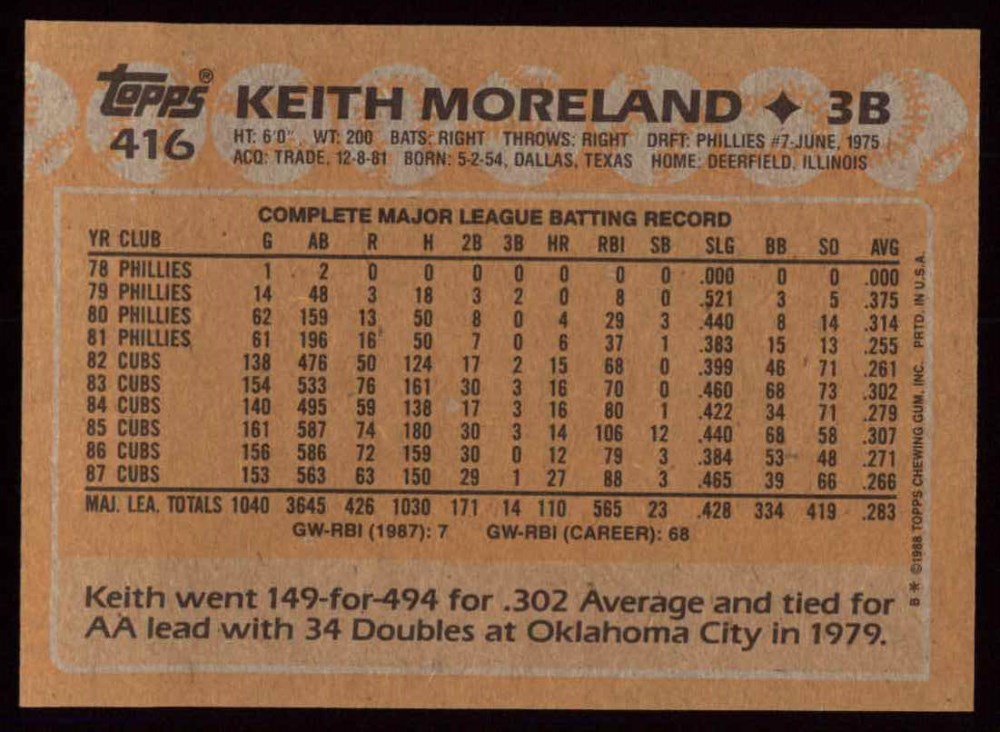 Topps®
416
KEITH MORELAND ✦ 3B
HT: 6'0" WT: 200 BATS: RIGHT THROWS: RIGHT DRFT: PHILLIES #7-JUNE, 1975
ACQ: TRADE, 12-8-81 BORN: 5-2-54, DALLAS, TEXAS HOME: DEERFIELD, ILLINOIS
COMPLETE MAJOR LEAGUE BATTING RECORD
YR CLUB G AB R H 2B 3B HR RBI SB SLG BB SO AVG
78 PHILLIES 1 2 0 0 0 0 0 0 0 .000 0 0 .000
79 PHILLIES 14 48 3 18 3 2 0 8 0 .521 3 5 .375
80 PHILLIES 62 159 13 50 8 0 4 29 3 .440 8 14 .314
81 PHILLIES 61 196 16 50 7 0 6 37 1 .383 15 13 .255
82 CUBS 138 476 50 124 17 2 15 68 0 .399 46 71 .261
83 CUBS 154 533 76 161 30 3 16 70 0 .460 68 73 .302
84 CUBS 140 495 59 138 17 3 16 80 1 .422 34 71 .279
85 CUBS 161 587 74 180 30 3 14 106 12 .440 68 58 .307
86 CUBS 156 586 72 159 30 0 12 79 3 .384 53 48 .271
87 CUBS 153 563 63 150 29 1 27 88 3 .465 39 66 .266
MAJ. LEA. TOTALS 1040 3645 426 1030 171 14 110 565 23 .428 334 419 .283
GW-RBI (1987): 7 GW-RBI (CAREER): 68
Keith went 149-for-494 for .302 Average and tied for
AA lead with 34 Doubles at Oklahoma City in 1979.
B** ©1988 TOPPS CHEWING GUM, INC. PRTD. IN U.S.A.